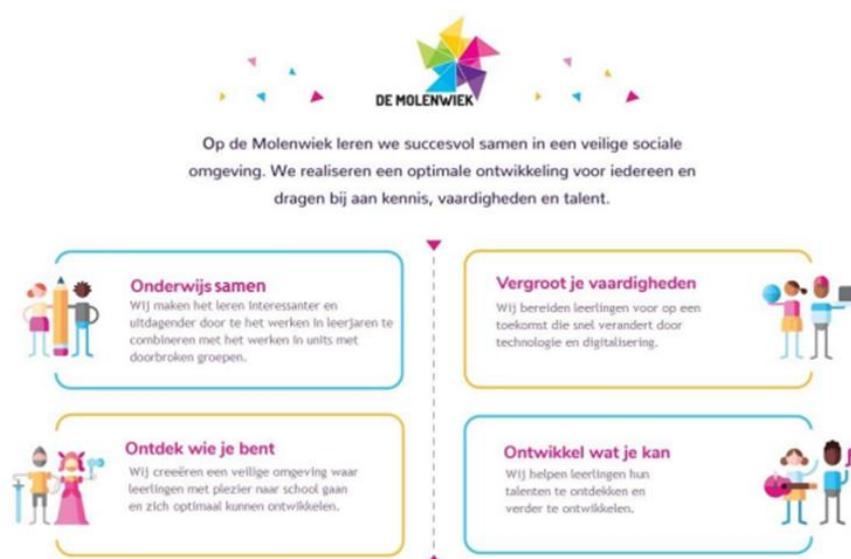 DE MOLENWIEK
Op de Molenwiek leren we succesvol samen in een veilige sociale
omgeving. We realiseren een optimale ontwikkeling voor iedereen en
dragen bij aan kennis, vaardigheden en talent.
Onderwijs samen
Wij maken het leren interessanter en
uitdagender door te het werken in leerjaren te
combineren met het werken in units met
doorbroken groepen.
Vergroot je vaardigheden
Wij bereiden leerlingen voor op een
toekomst die snel verandert door
technologie en digitalisering.
Ontdek wie je bent
Wij creeëren een veilige omgeving waar
leerlingen met plezier naar school gaan
en zich optimaal kunnen ontwikkelen.
Ontwikkel wat je kan
Wij helpen leerlingen hun
talenten te ontdekken en
verder te ontwikkelen.